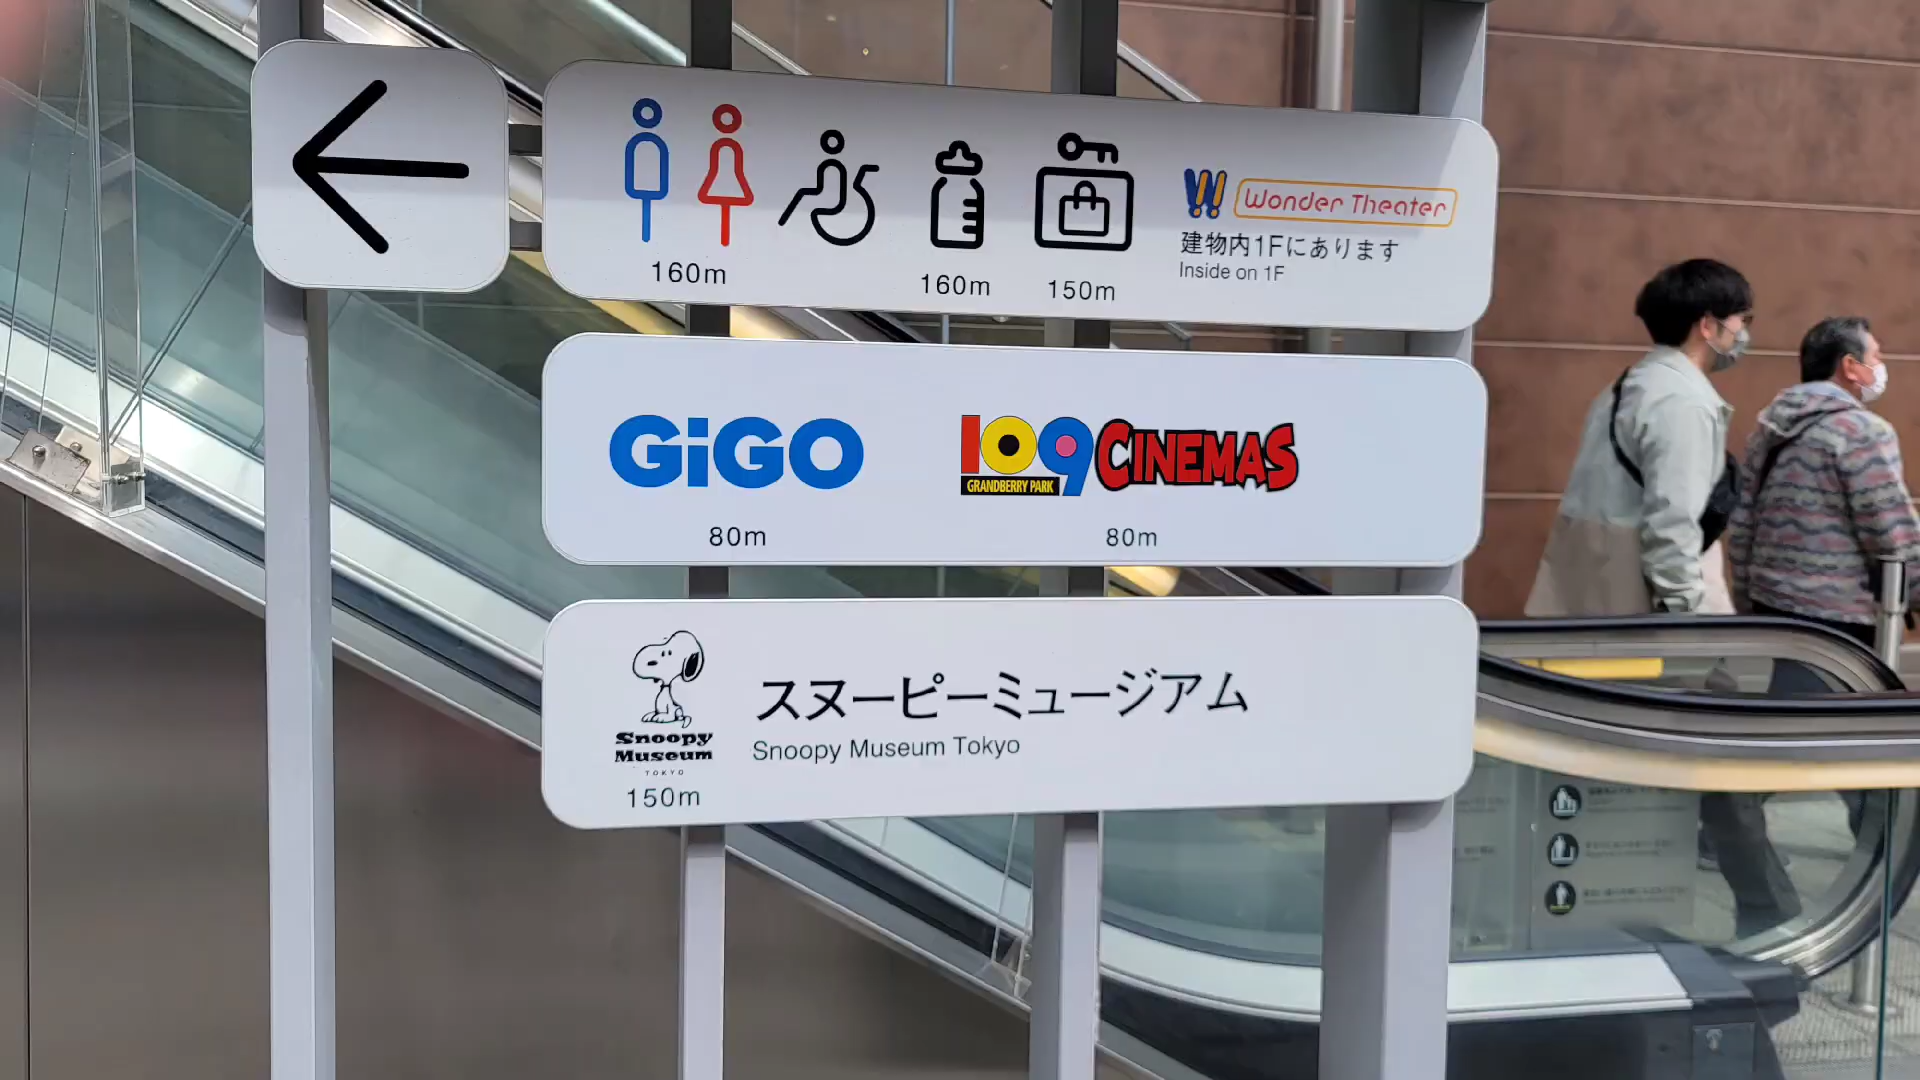 160m
160m
150m
Wonder Theater
建物内1Fにあります
Inside on 1F
GiGO
80m
109 CINEMAS
GRANDBERRY PARK
80m
Snoopy
Museum
TOKYO
150m
スヌーピーミュージアム
Snoopy Museum Tokyo